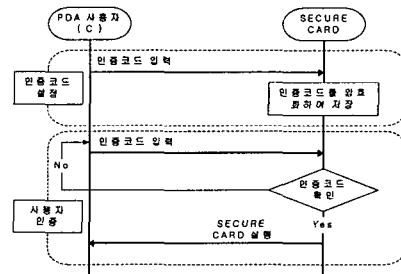 PDA 사용자
(C)
SECURE
CARD
인증코드 입력
인증코드
설정
인증코드를 암호
화하여 저장
인증코드 입력
No
인증코드
확인
사용자
인증
Yes
SECURE
CARD 실행